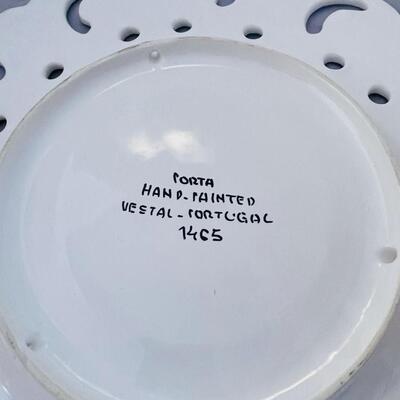 PORTA
HAND-PAINTED
VESTAL-PORTUGAL
1465